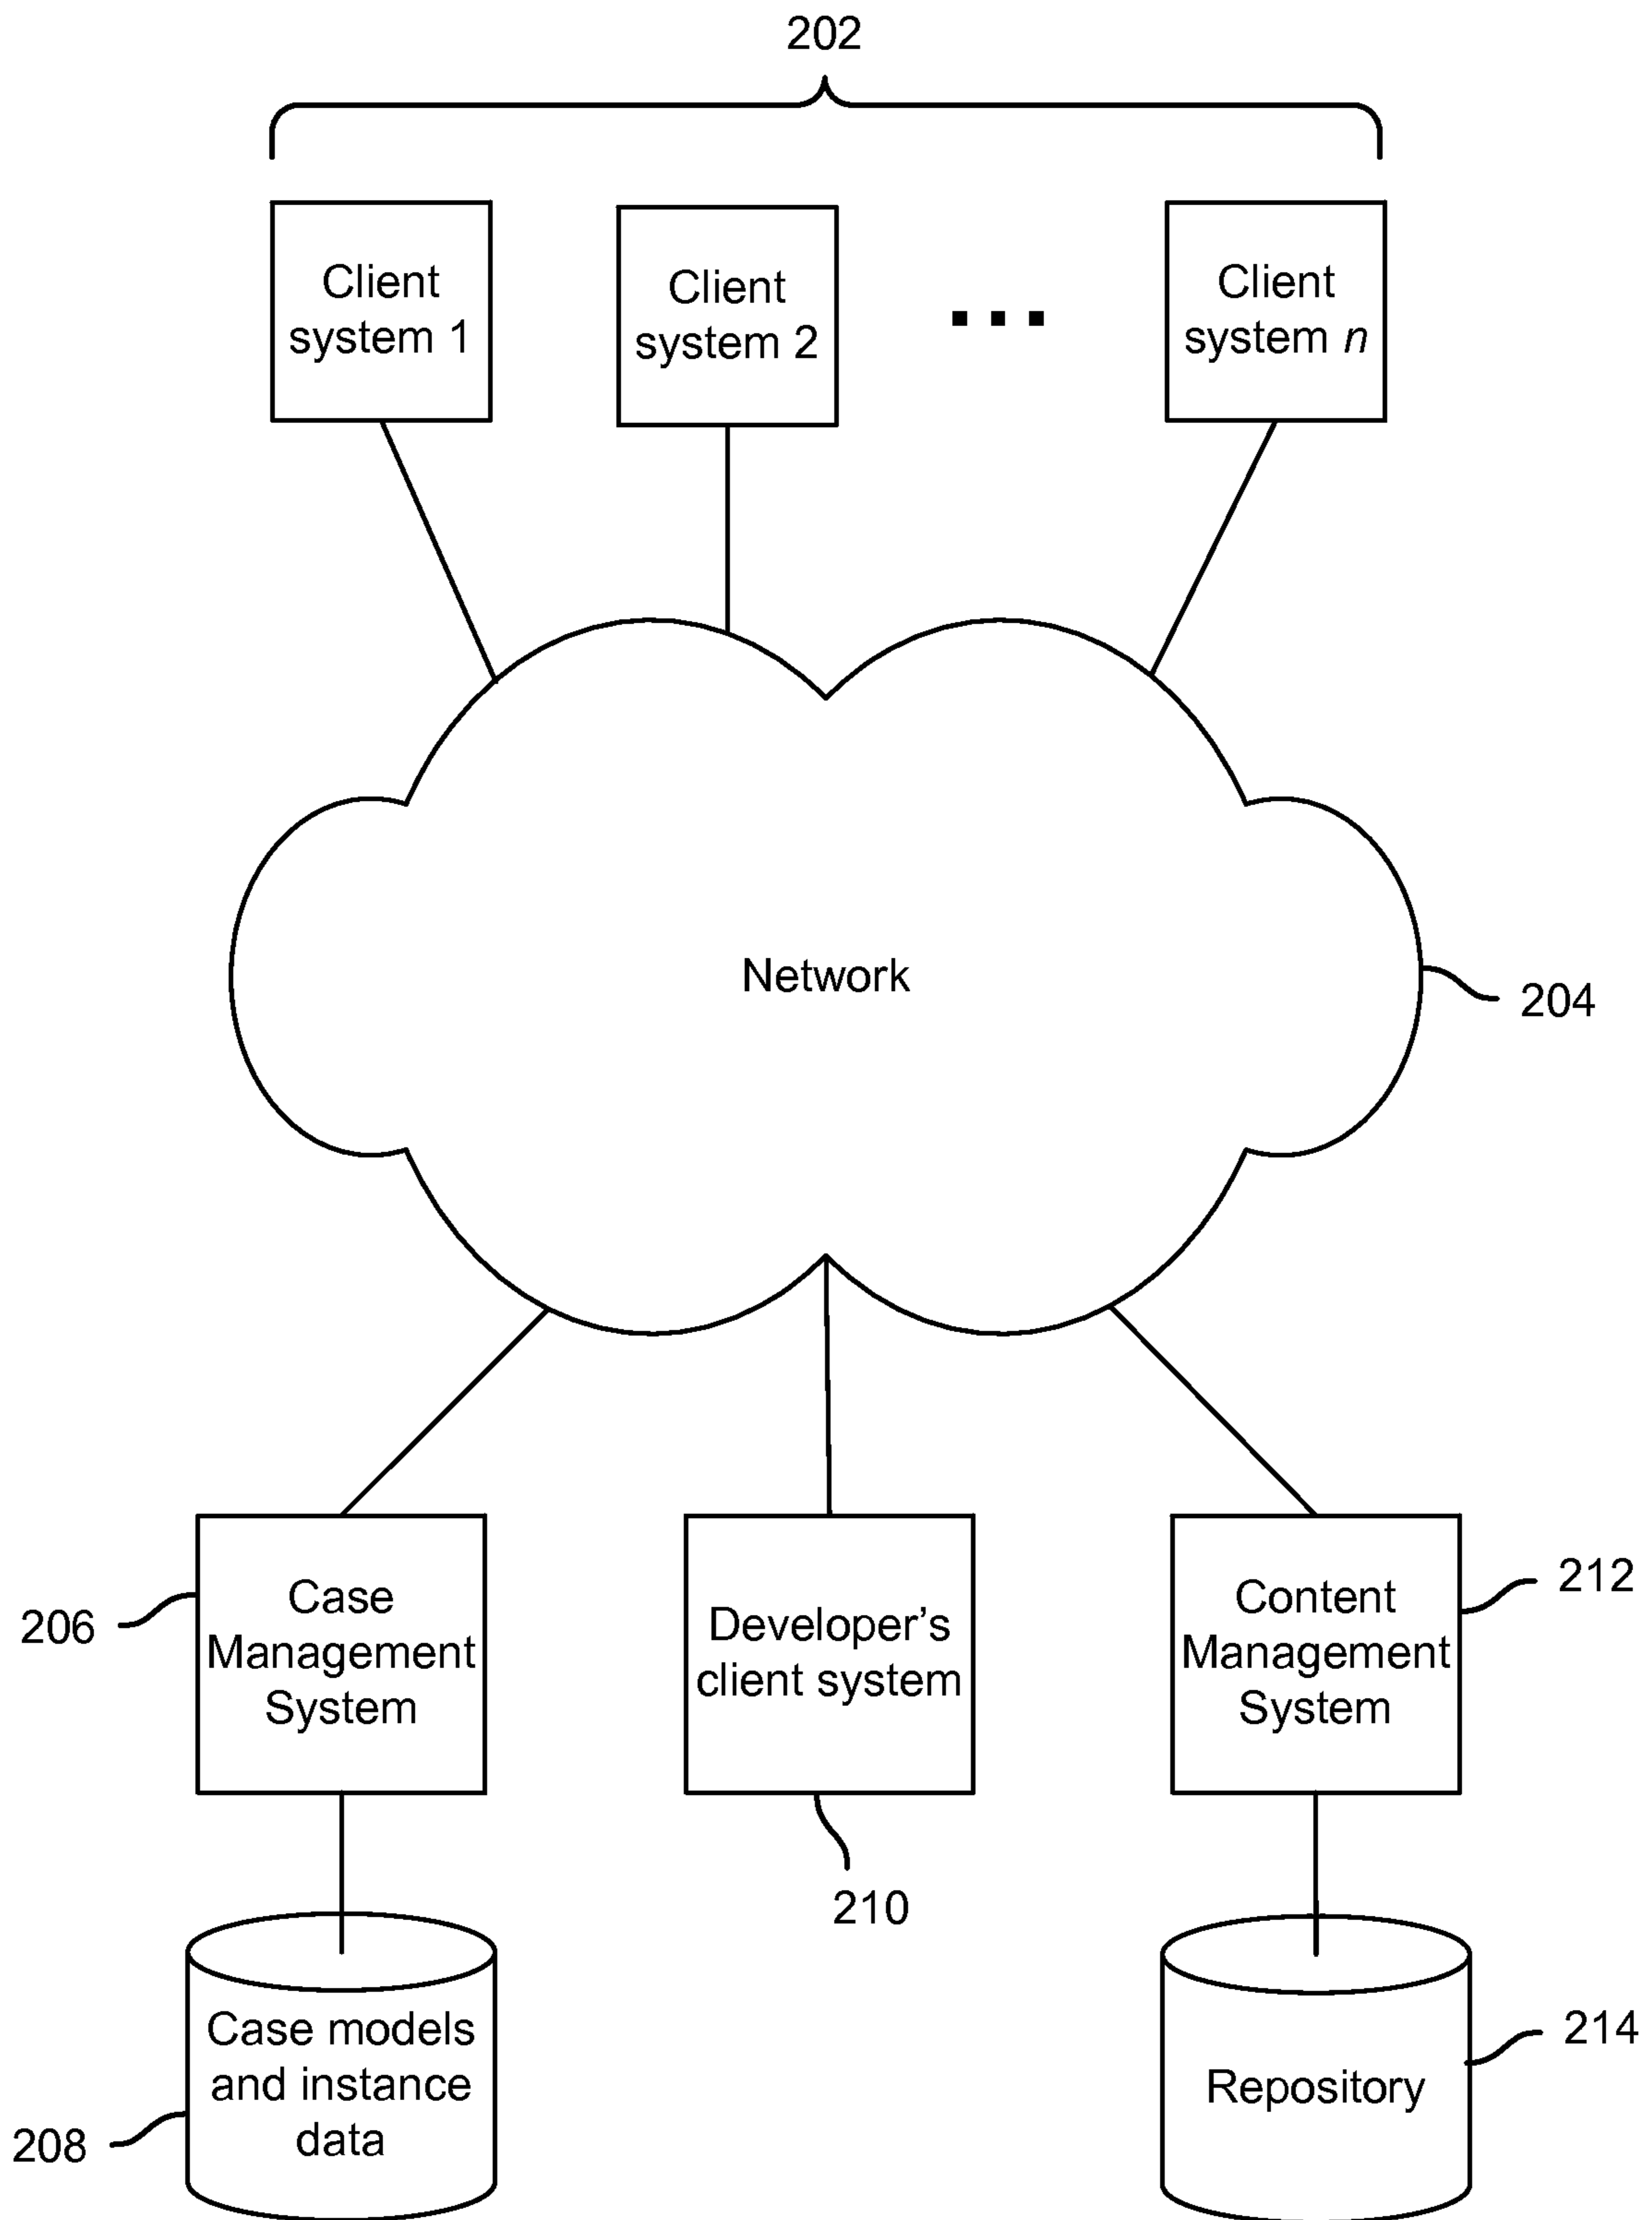 202
Client
system 1
Client
system 2
Client
system n
Network
204
Case
Management
System
206
Developer's
client system
210
Content
Management
System
212
Case models
and instance
data
208
Repository
214